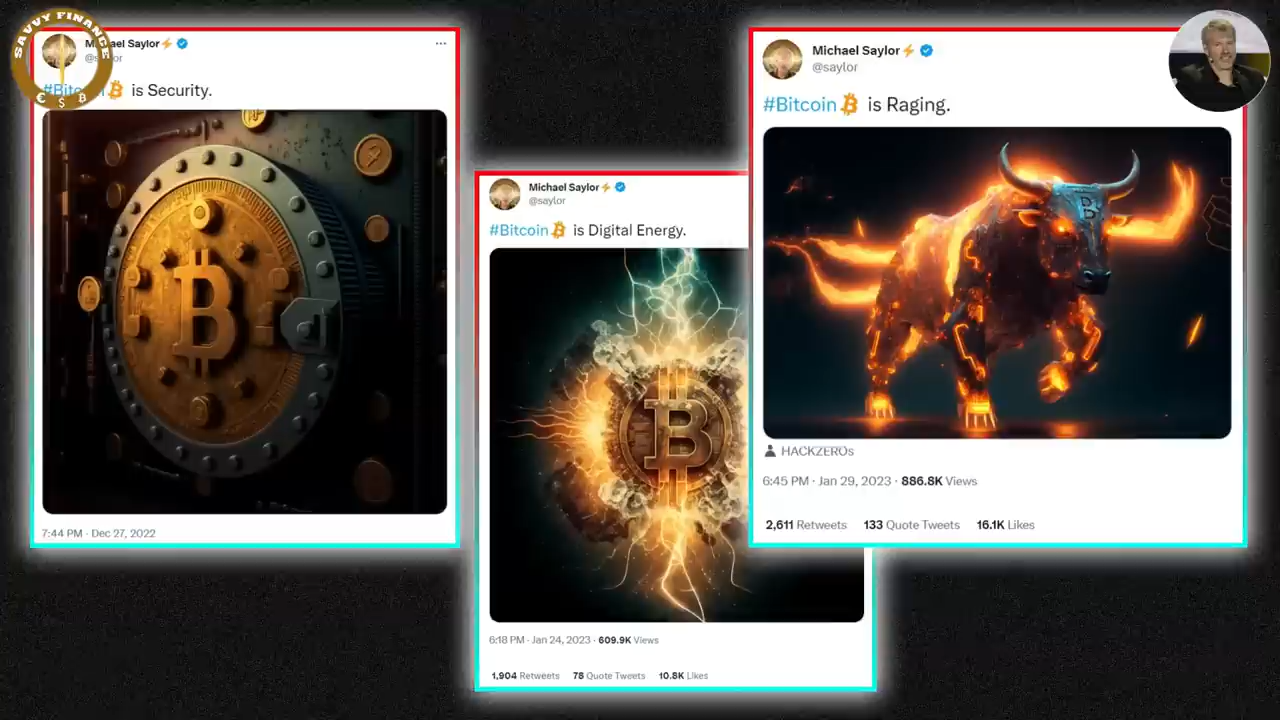 SAVVY FINANCE
€ $ ₿
Michael Saylor⚡
@saylor
#Bitcoin₿ is Security.
7:44 PM · Dec 27, 2022
Michael Saylor⚡
@saylor
#Bitcoin₿ is Digital Energy.
6:18 PM · Jan 24, 2023 · 609.9K Views
1,904 Retweets 78 Quote Tweets 10.8K Likes
Michael Saylor⚡
@saylor
#Bitcoin₿ is Raging.
HACKZEROs
6:45 PM · Jan 29, 2023 · 886.8K Views
2,611 Retweets 133 Quote Tweets 16.1K Likes